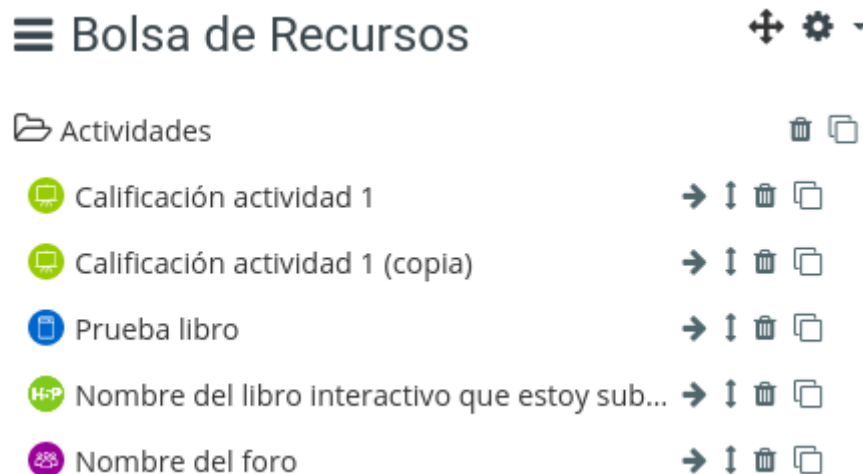 Bolsa de Recursos
Actividades
Calificación actividad 1
Calificación actividad 1 (copia)
Prueba libro
H-P Nombre del libro interactivo que estoy sub...
Nombre del foro